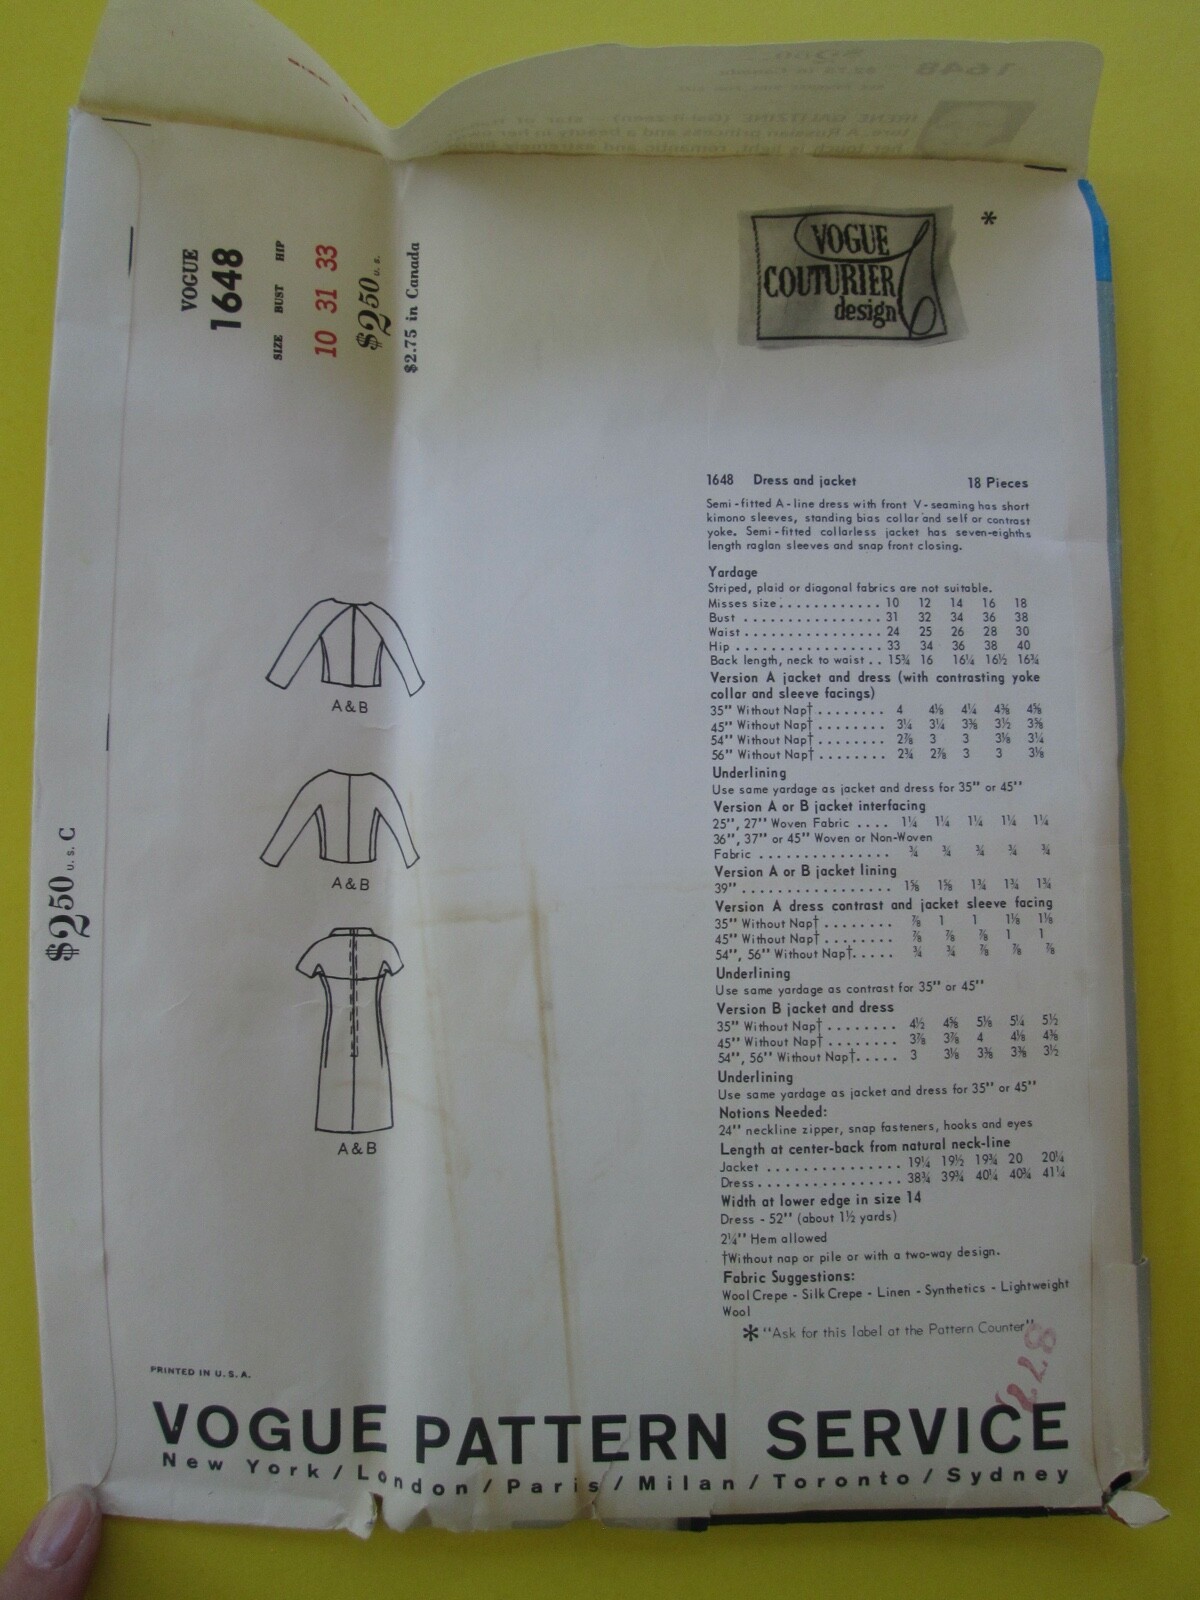 1648
IRENE GALITZINE (Gal-it-zeen) — star of
A Russian princess and a beauty in her
her touch is light, romantic and extremely
VOGUE
1648
SIZE BUST HIP
10 31 33
$2.50 U.S.
$2.75 in Canada
VOGUE
COUTURIER
design
*
1648 Dress and jacket 18 Pieces
Semi-fitted A-line dress with front V-seaming has short
kimono sleeves, standing bias collar and self or contrast
yoke. Semi-fitted collarless jacket has seven-eighths
length raglan sleeves and snap front closing.
Yardage
Striped, plaid or diagonal fabrics are not suitable.
Misses size . . . . . . . . . . . . 10 12 14 16 18
Bust . . . . . . . . . . . . . . . . 31 32 34 36 38
Waist . . . . . . . . . . . . . . . . 24 25 26 28 30
Hip . . . . . . . . . . . . . . . . . 33 34 36 38 40
Back length, neck to waist . . 15¾ 16 16¼ 16½ 16¾
Version A jacket and dress (with contrasting yoke
collar and sleeve facings)
35" Without Nap† . . . . . . . . 4 4⅛ 4¼ 4⅜ 4⅝
45" Without Nap† . . . . . . . . 3¼ 3¼ 3⅜ 3½ 3⅝
54" Without Nap† . . . . . . . . 2⅞ 3 3 3⅛ 3¼
56" Without Nap† . . . . . . . . 2¾ 2⅞ 3 3 3⅛
Underlining
Use same yardage as jacket and dress for 35" or 45"
Version A or B jacket interfacing
25", 27" Woven Fabric . . . . 1¼ 1¼ 1¼ 1¼ 1¼
36", 37" or 45" Woven or Non-Woven
Fabric . . . . . . . . . . . . . . . ¾ ¾ ¾ ¾ ¾
Version A or B jacket lining
39" . . . . . . . . . . . . . . . . . 1⅝ 1⅝ 1¾ 1¾ 1¾
Version A dress contrast and jacket sleeve facing
35" Without Nap† . . . . . . . . ⅞ 1 1 1⅛ 1⅛
45" Without Nap† . . . . . . . . ⅞ ⅞ ⅞ 1 1
54", 56" Without Nap† . . . . . ¾ ¾ ⅞ ⅞ ⅞
Underlining
Use same yardage as contrast for 35" or 45"
Version B jacket and dress
35" Without Nap† . . . . . . . . 4½ 4⅝ 5⅛ 5¼ 5½
45" Without Nap† . . . . . . . . 3⅞ 3⅞ 4 4⅛ 4⅜
54", 56" Without Nap† . . . . . 3 3⅛ 3⅜ 3⅜ 3½
Underlining
Use same yardage as jacket and dress for 35" or 45"
Notions Needed:
24" neckline zipper, snap fasteners, hooks and eyes
Length at center-back from natural neck-line
Jacket . . . . . . . . . . . . . . . 19¼ 19½ 19¾ 20 20¼
Dress . . . . . . . . . . . . . . . . 38¾ 39¾ 40¼ 40¾ 41¼
Width at lower edge in size 14
Dress - 52" (about 1½ yards)
2¼" Hem allowed
†Without nap or pile or with a two-way design.
Fabric Suggestions:
Wool Crepe - Silk Crepe - Linen - Synthetics - Lightweight
Wool
* "Ask for this label at the Pattern Counter"
A & B
A & B
A & B
$2.50 U.S. C
228
PRINTED IN U.S.A.
VOGUE PATTERN SERVICE
New York / London / Paris / Milan / Toronto / Sydney